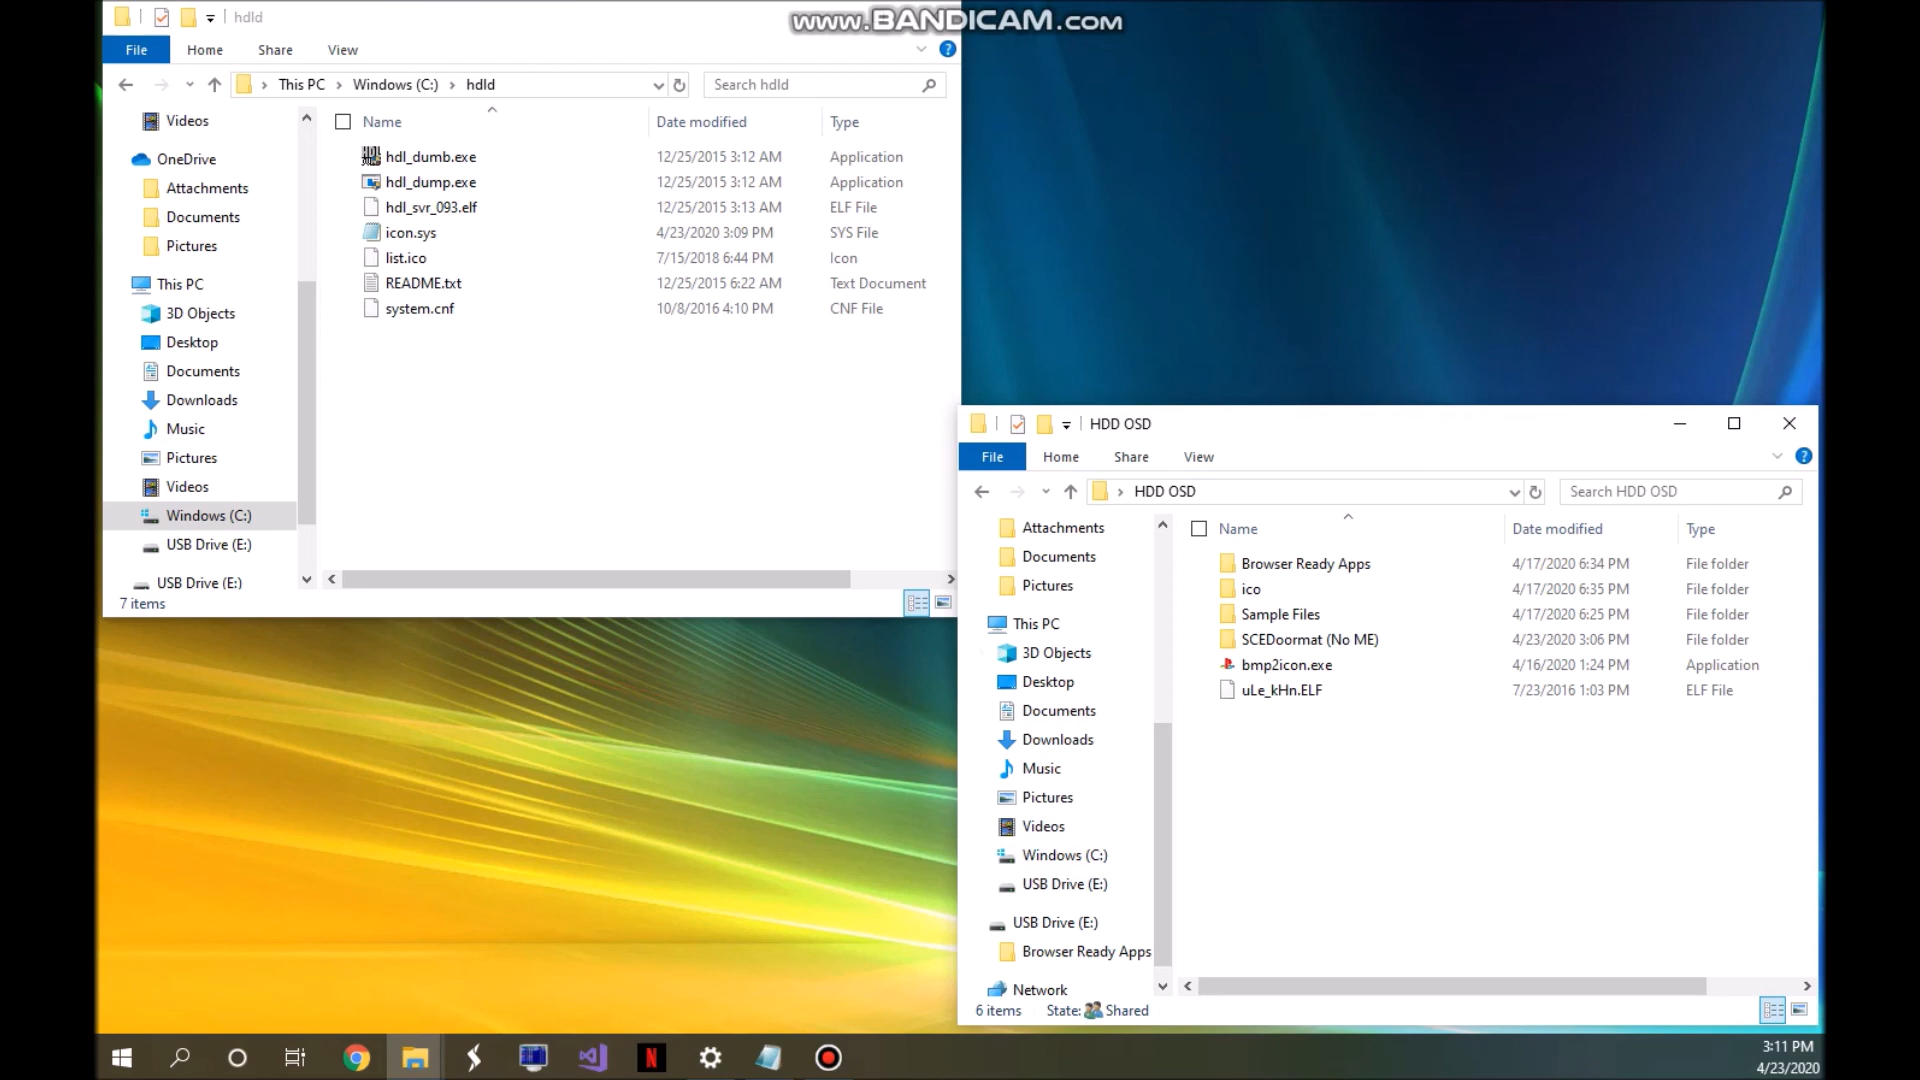 www.BANDICAM.com
hdld
File Home Share View
This PC Windows (C:) hdld Search hdld
Name Date modified Type
hdl_dumb.exe 12/25/2015 3:12 AM Application
hdl_dump.exe 12/25/2015 3:12 AM Application
hdl_svr_093.elf 12/25/2015 3:13 AM ELF File
icon.sys 4/23/2020 3:09 PM SYS File
list.ico 7/15/2018 6:44 PM Icon
README.txt 12/25/2015 6:22 AM Text Document
system.cnf 10/8/2016 4:10 PM CNF File
Videos
OneDrive
Attachments
Documents
Pictures
This PC
3D Objects
Desktop
Documents
Downloads
Music
Pictures
Videos
Windows (C:)
USB Drive (E:)
USB Drive (E:)
7 items
HDD OSD
File Home Share View
HDD OSD Search HDD OSD
Name Date modified Type
Browser Ready Apps 4/17/2020 6:34 PM File folder
ico 4/17/2020 6:35 PM File folder
Sample Files 4/17/2020 6:25 PM File folder
SCEDoormat (No ME) 4/23/2020 3:06 PM File folder
bmp2icon.exe 4/16/2020 1:24 PM Application
uLe_kHn.ELF 7/23/2016 1:03 PM ELF File
Attachments
Documents
Pictures
This PC
3D Objects
Desktop
Documents
Downloads
Music
Pictures
Videos
Windows (C:)
USB Drive (E:)
USB Drive (E:)
Browser Ready Apps
Network
6 items State: Shared
3:11 PM
4/23/2020